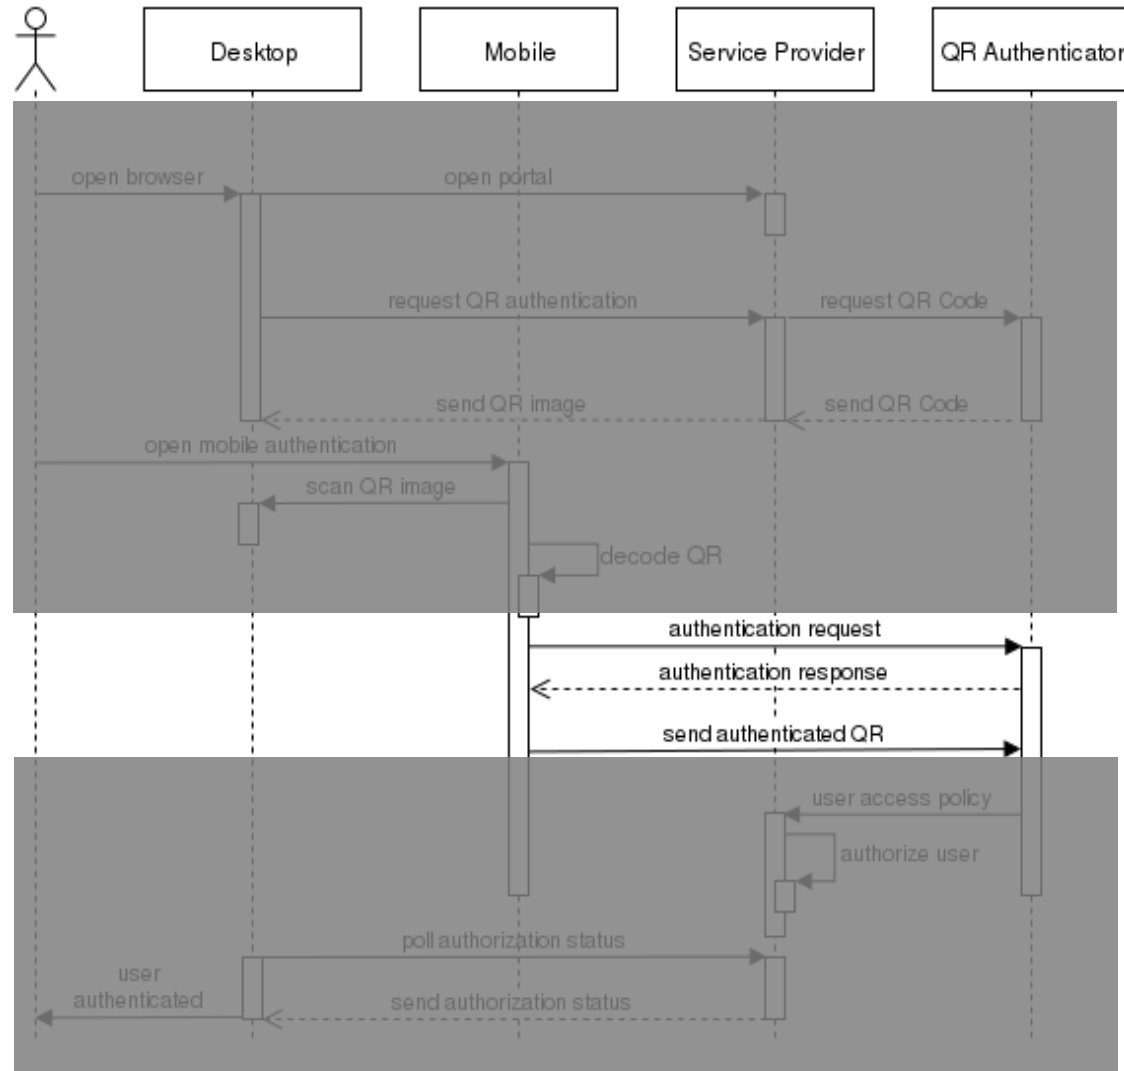 Desktop
Mobile
Service Provider
QR Authenticator
open browser
open portal
request QR authentication
request QR Code
send QR image
send QR Code
open mobile authentication
scan QR image
decode QR
authentication request
authentication response
send authenticated QR
user access policy
authorize user
poll authorization status
user
authenticated
send authorization status